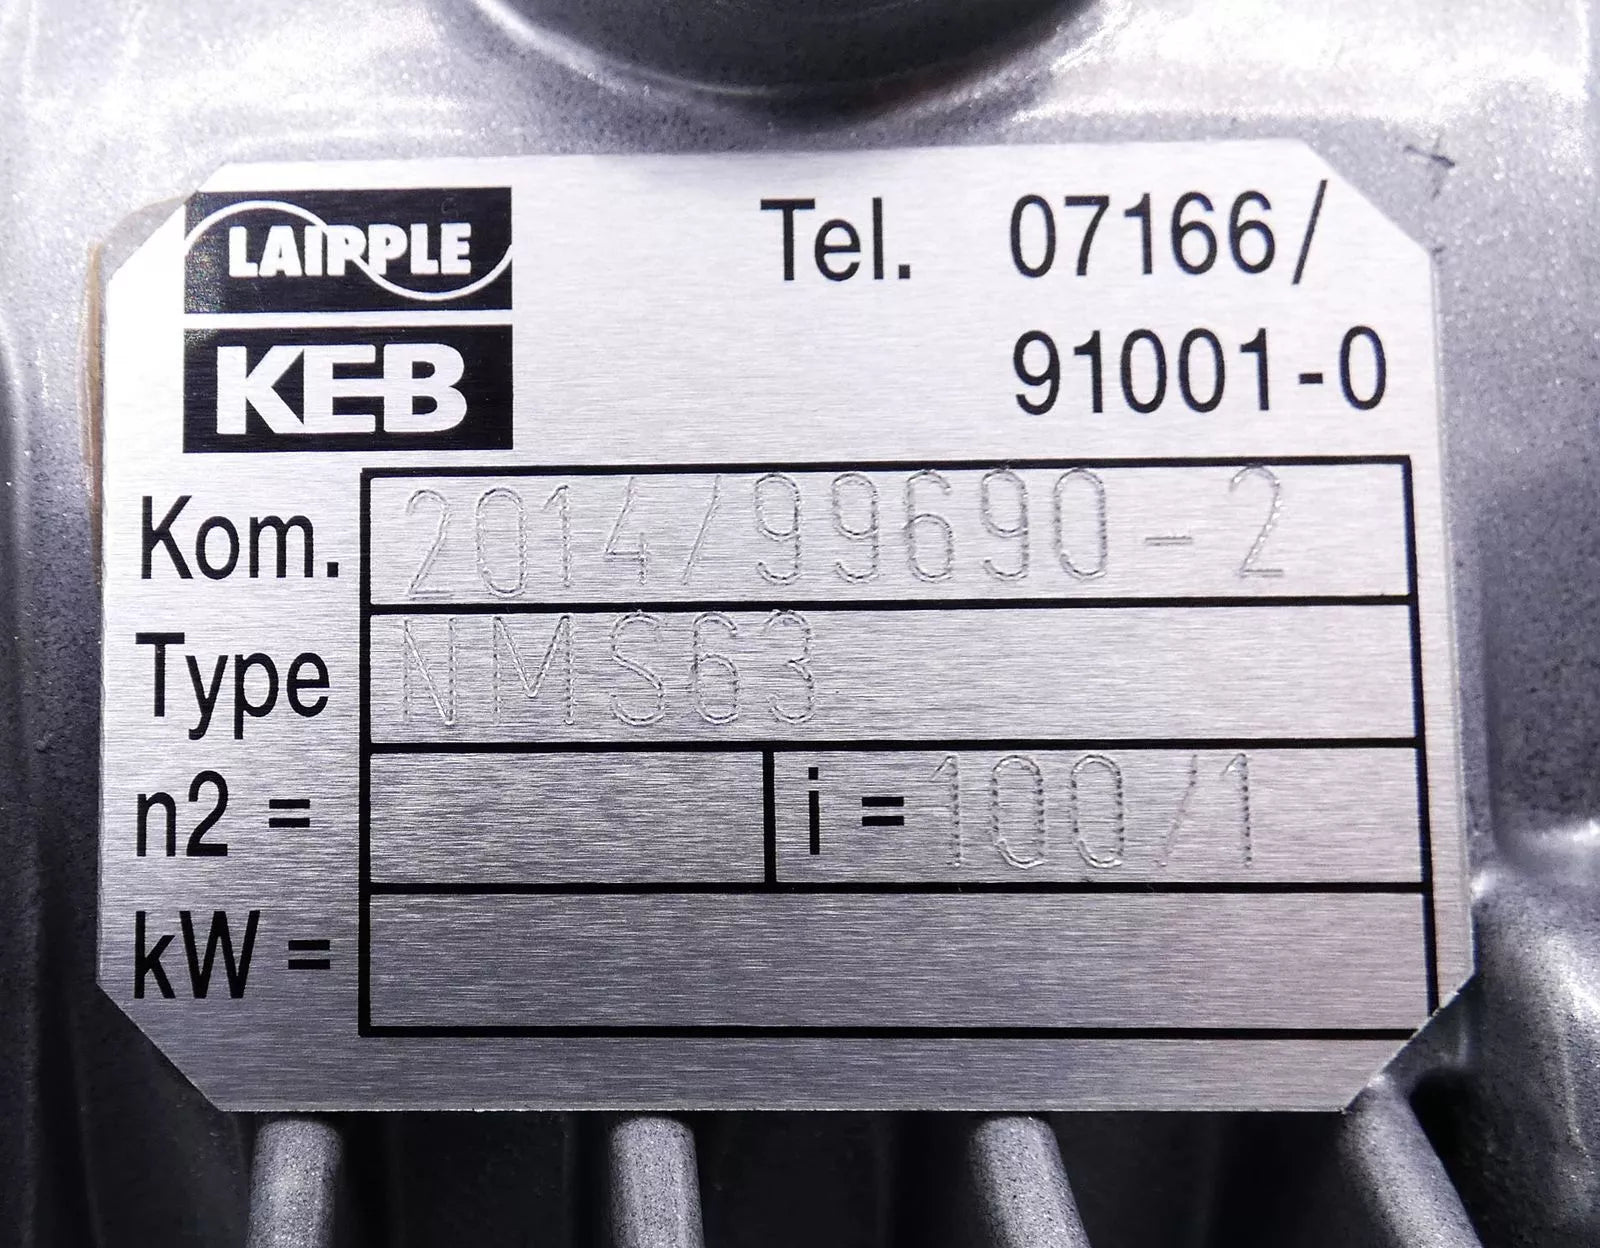 LAIPPLE
KEB
Tel. 07166/
91001-0
Kom. 2014/99690-2
Type NMS63
n2 = i = 100/1
kW =